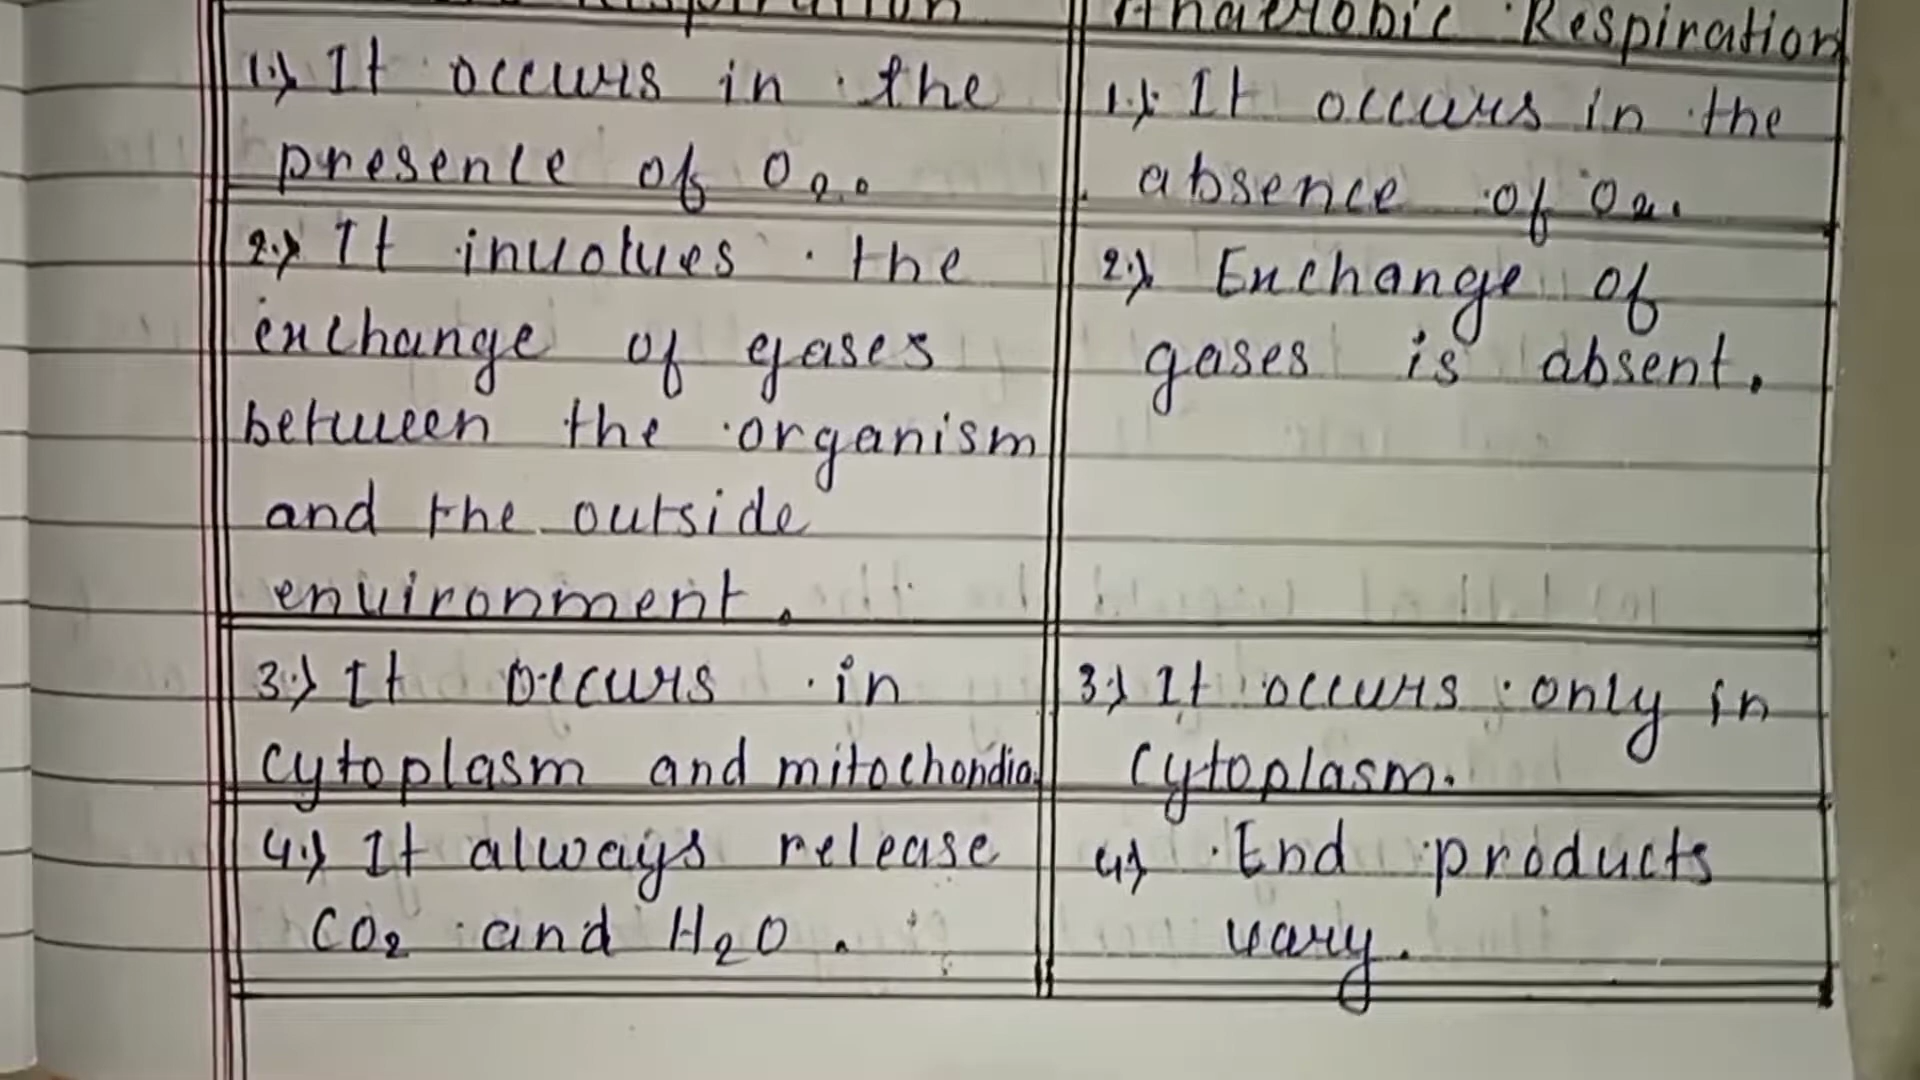 Respiration
Anaerobic Respiration
1.) It occurs in the
presence of O2.
1.) It occurs in the
absence of O2.
2.) It involves the
exchange of gases
between the organism
and the outside
environment.
2.) Exchange of
gases is absent.
3.) It occurs in
cytoplasm and mitochondia.
3.) It occurs only in
cytoplasm.
4.) It always release
CO2 and H2O.
4.) End products
vary.